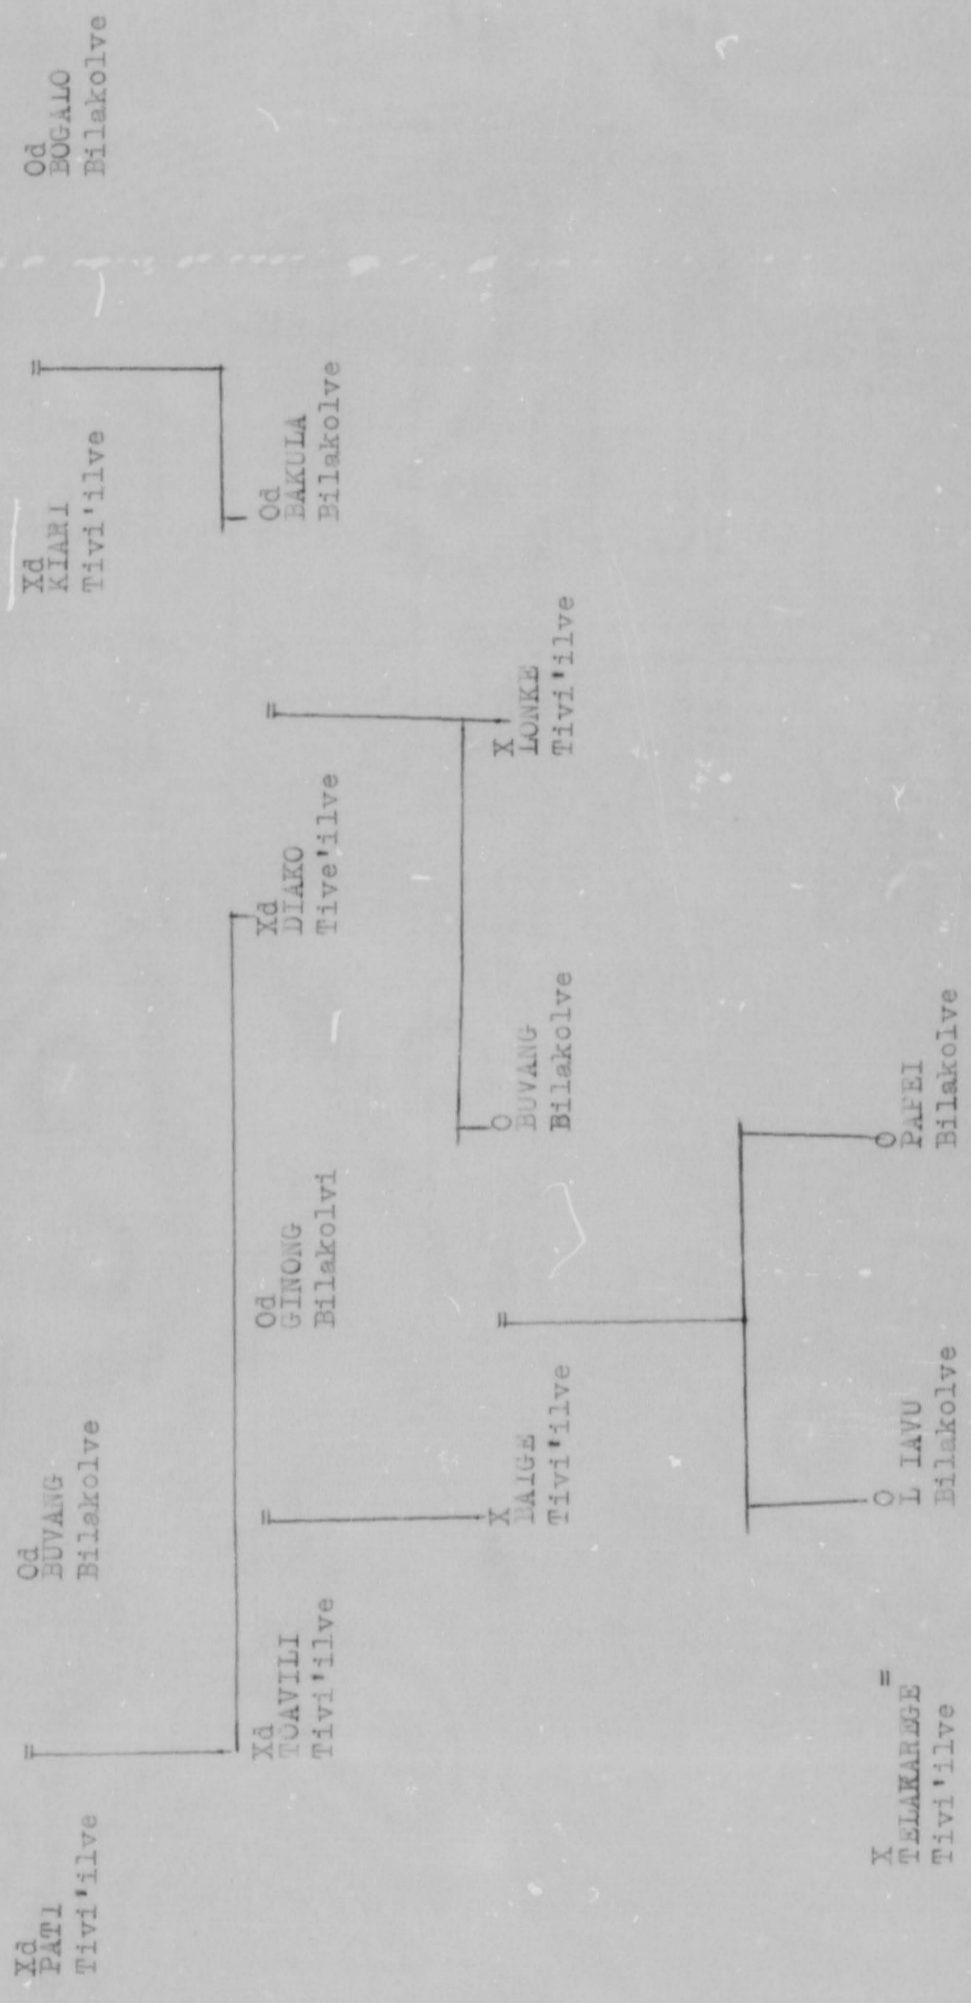 Xd
PATI
Tivi'ilve
=
Od
BUVANG
Bilakolve
Xd
KIARI
Tivi'ilve
=
Od
BOGALO
Bilakolve
Xd
TOAVILI
Tivi'ilve
=
Od
GINONG
Bilakolvi
Xd
DIAKO
Tive'ilve
=
Od
BAKULA
Bilakolve
X
BAIGE
Tivi'ilve
=
O
BUVANG
Bilakolve
X
LONKE
Tivi'ilve
X
TELAKAREGE
Tivi'ilve
=
O
L IAVU
Bilakolve
O
PAPEI
Bilakolve